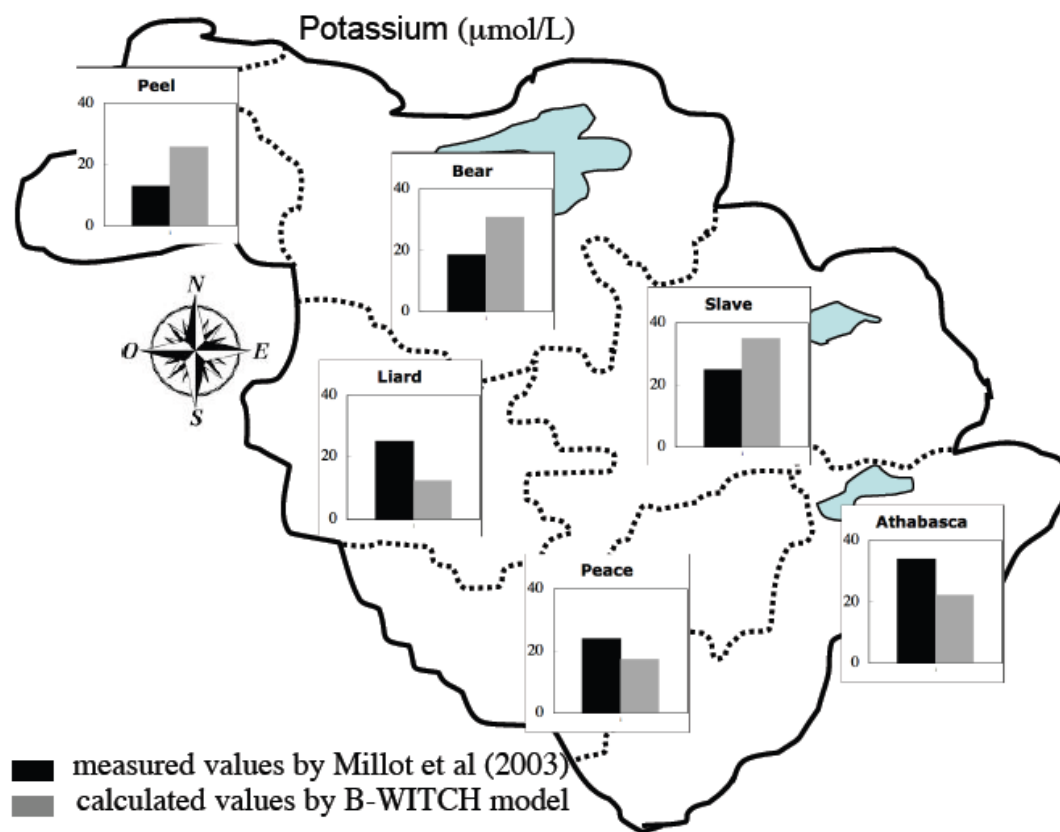 Potassium (μmol/L)
Peel
40
20
0
Bear
40
20
0
N
O E
S
Slave
40
20
0
Liard
40
20
0
Athabasca
40
20
0
Peace
40
20
0
measured values by Millot et al (2003)
calculated values by B-WITCH model